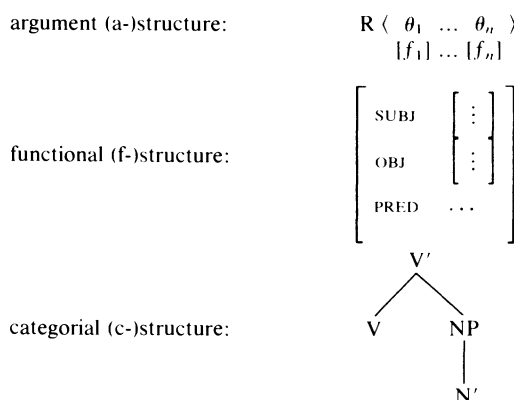 argument (a-)structure: R ⟨ θ₁ … θₙ ⟩
[f₁] … [fₙ]
SUBJ [⋮]
functional (f-)structure: OBJ [⋮]
PRED …
V′
categorial (c-)structure: V NP
N′